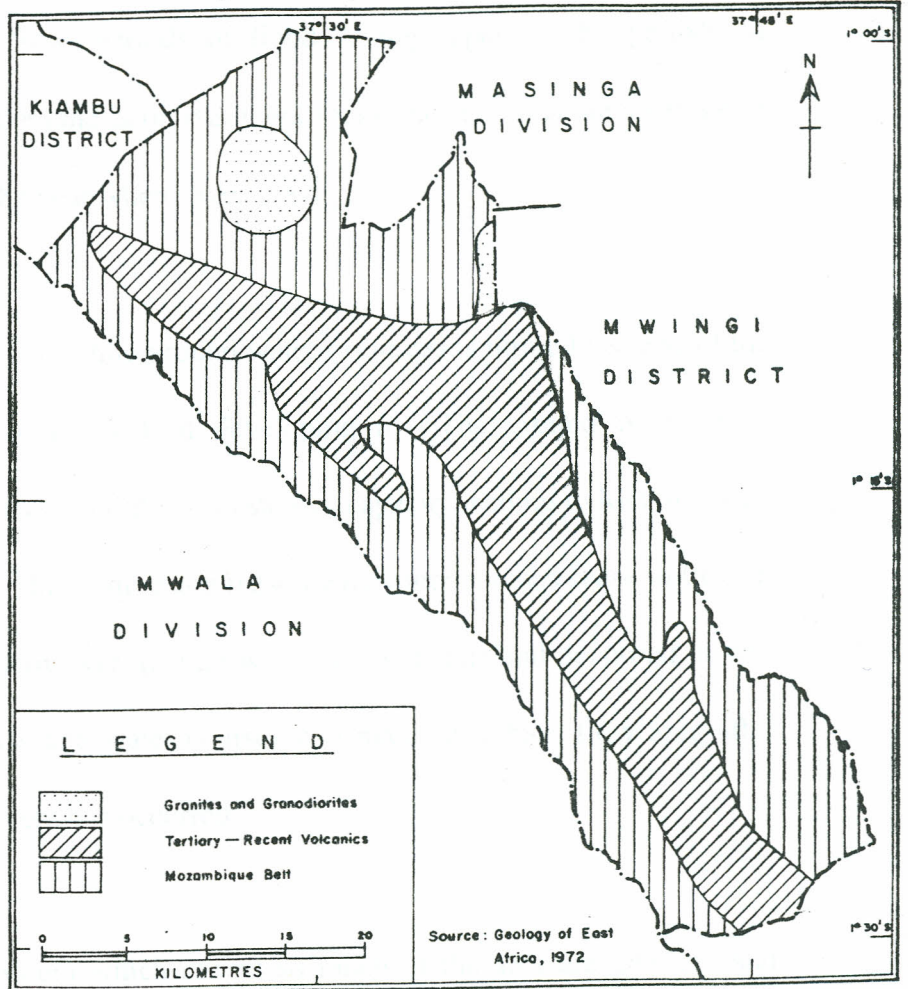 37° 30' E
37° 45' E
1° 00' S
KIAMBU
DISTRICT
MASINGA
DIVISION
N
MWINGI
DISTRICT
1° 15' S
MWALA
DIVISION
LEGEND
Granites and Granodiorites
Tertiary — Recent Volcanics
Mozambique Belt
0 5 10 15 20
KILOMETRES
Source: Geology of East
Africa, 1972
1° 30' S